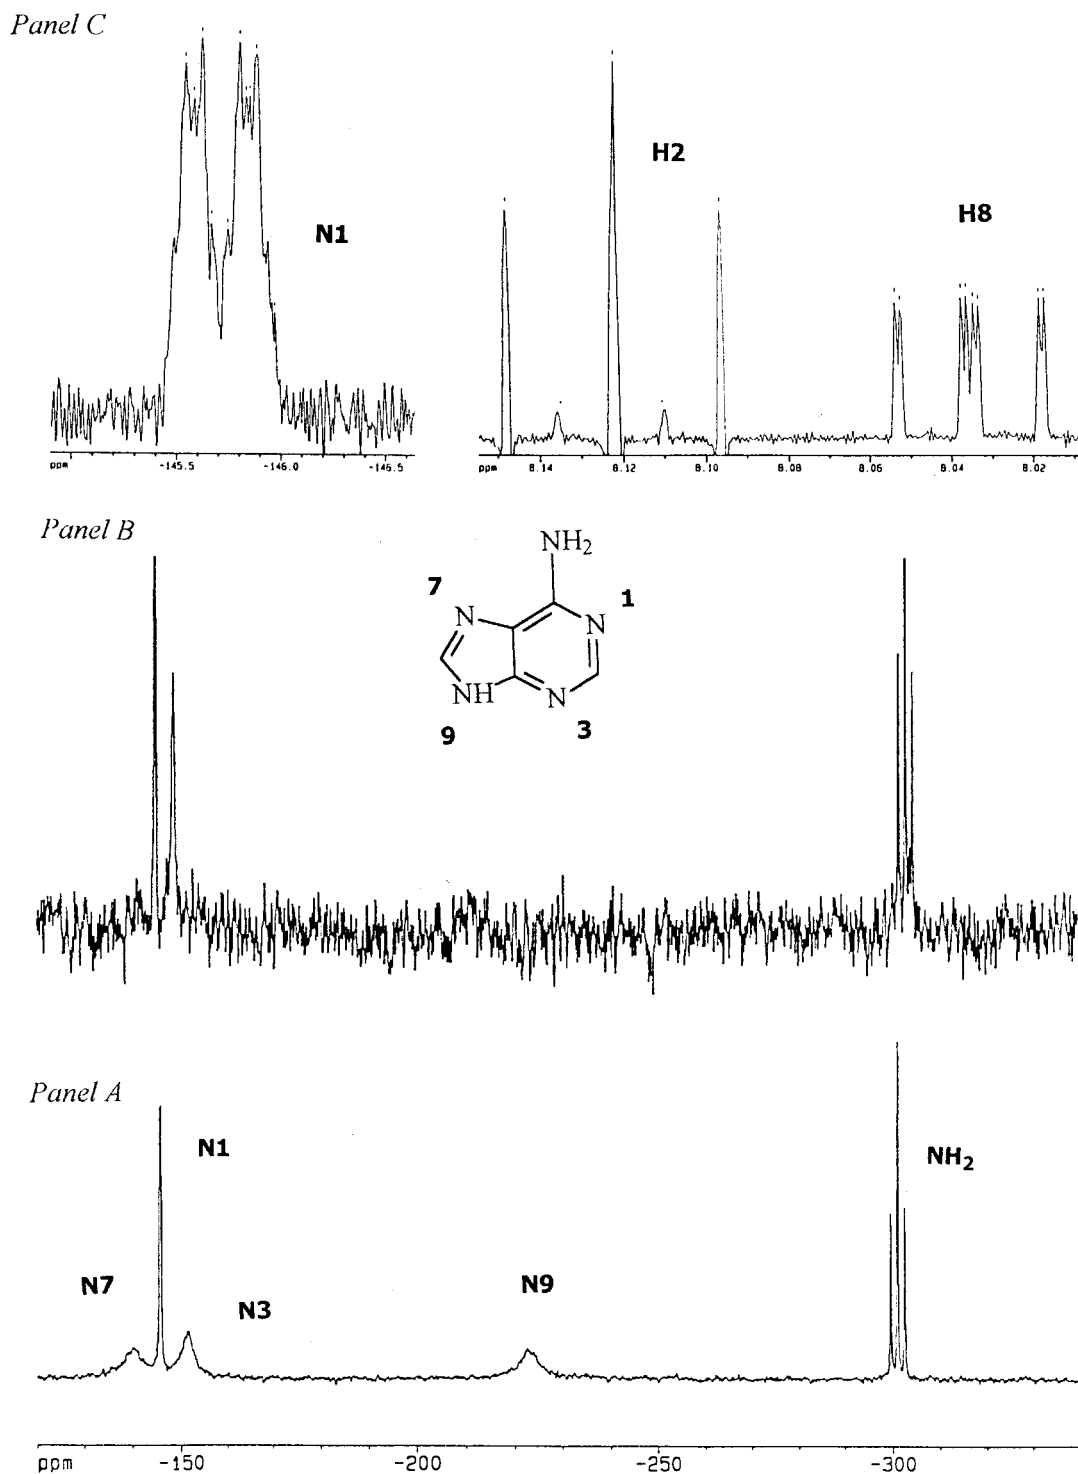 Panel C
N1
H2
H8
ppm -145.5 -146.0 -146.5
ppm 8.14 8.12 8.10 8.08 8.06 8.04 8.02
Panel B
NH2
7
1
N
N
NH
N
9
3
Panel A
N1
NH2
N7
N9
N3
ppm -150 -200 -250 -300